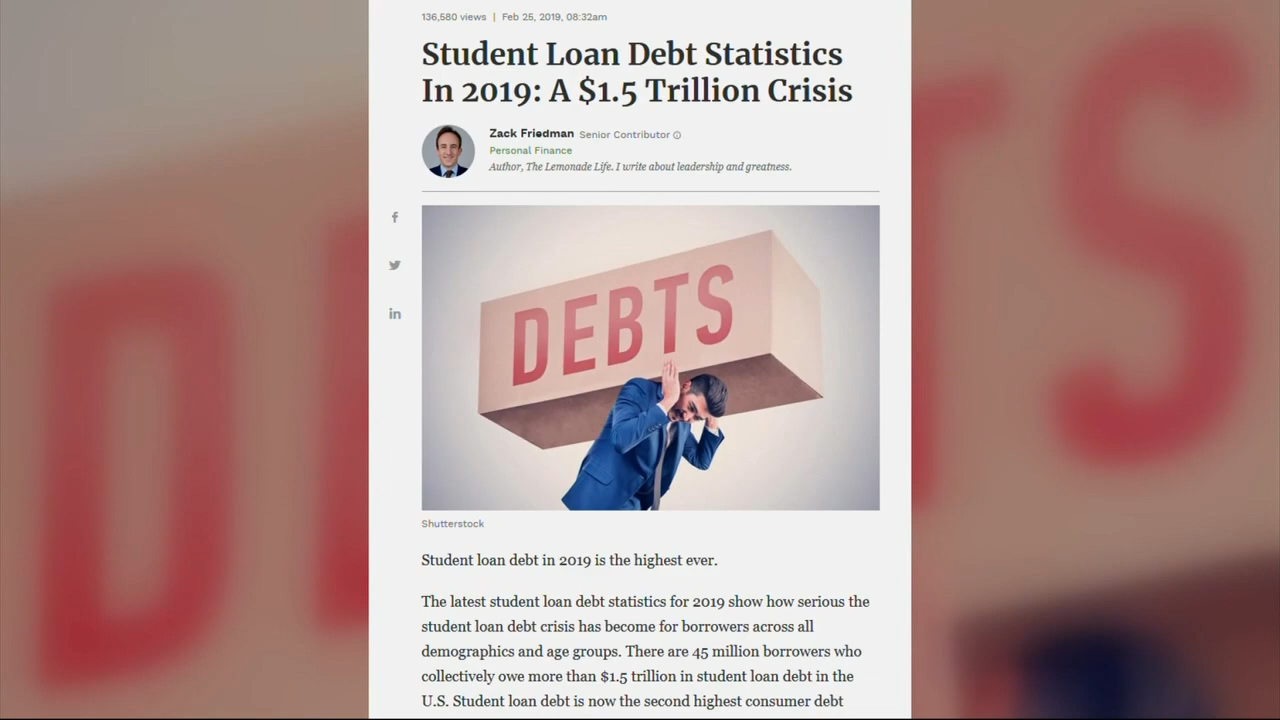 136,580 views | Feb 25, 2019, 08:32am
Student Loan Debt Statistics
In 2019: A $1.5 Trillion Crisis
Zack Friedman Senior Contributor
Personal Finance
Author, The Lemonade Life. I write about leadership and greatness.
DEBTS
Shutterstock
Student loan debt in 2019 is the highest ever.
The latest student loan debt statistics for 2019 show how serious the
student loan debt crisis has become for borrowers across all
demographics and age groups. There are 45 million borrowers who
collectively owe more than $1.5 trillion in student loan debt in the
U.S. Student loan debt is now the second highest consumer debt